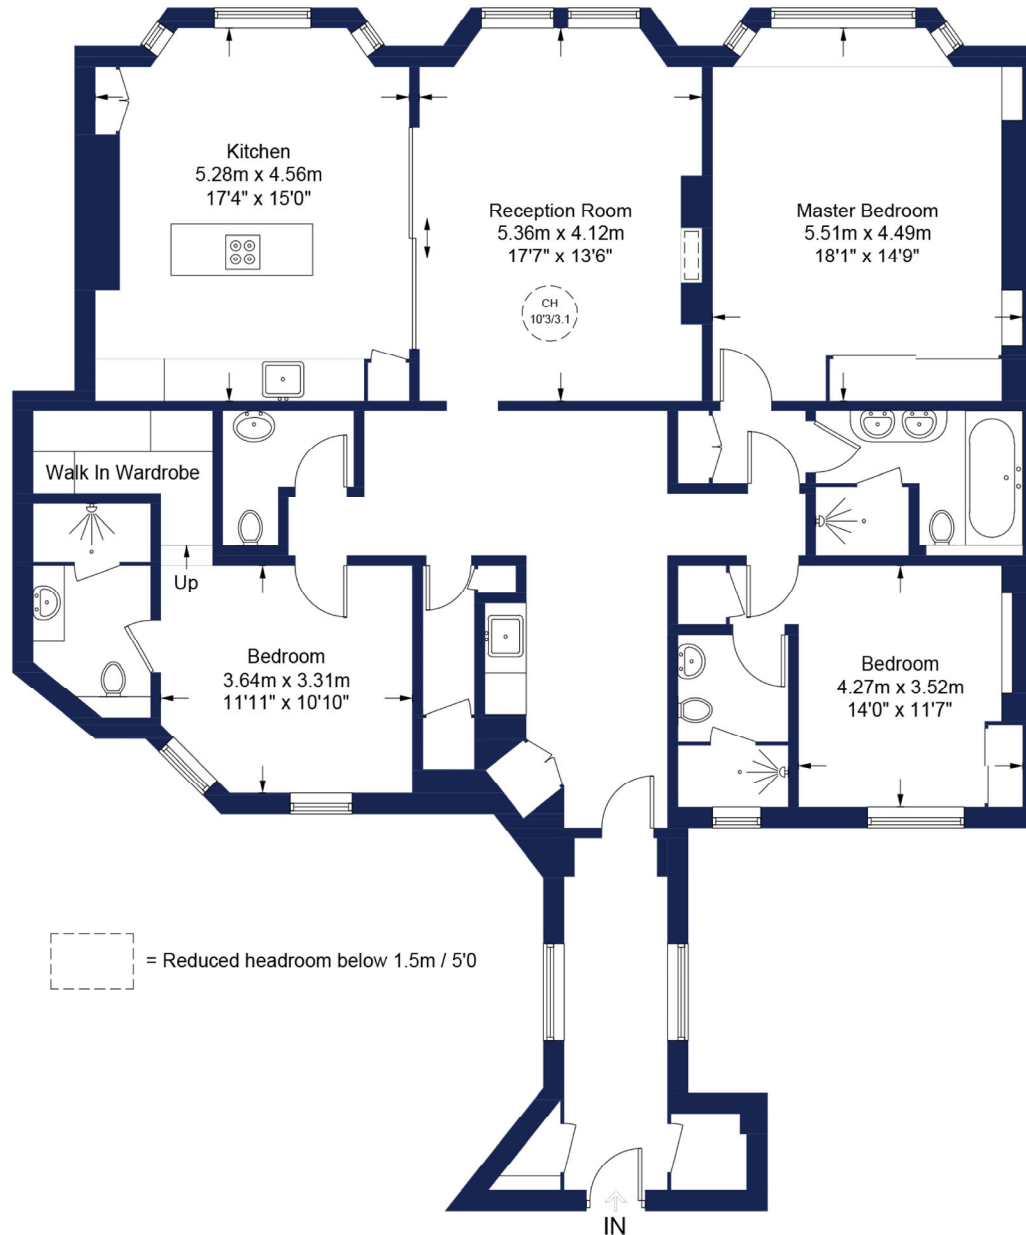 Kitchen
5.28m x 4.56m
17'4" x 15'0"
Reception Room
5.36m x 4.12m
17'7" x 13'6"
CH
10'3/3.1
Master Bedroom
5.51m x 4.49m
18'1" x 14'9"
Walk In Wardrobe
Up
Bedroom
3.64m x 3.31m
11'11" x 10'10"
Bedroom
4.27m x 3.52m
14'0" x 11'7"
= Reduced headroom below 1.5m / 5'0
IN